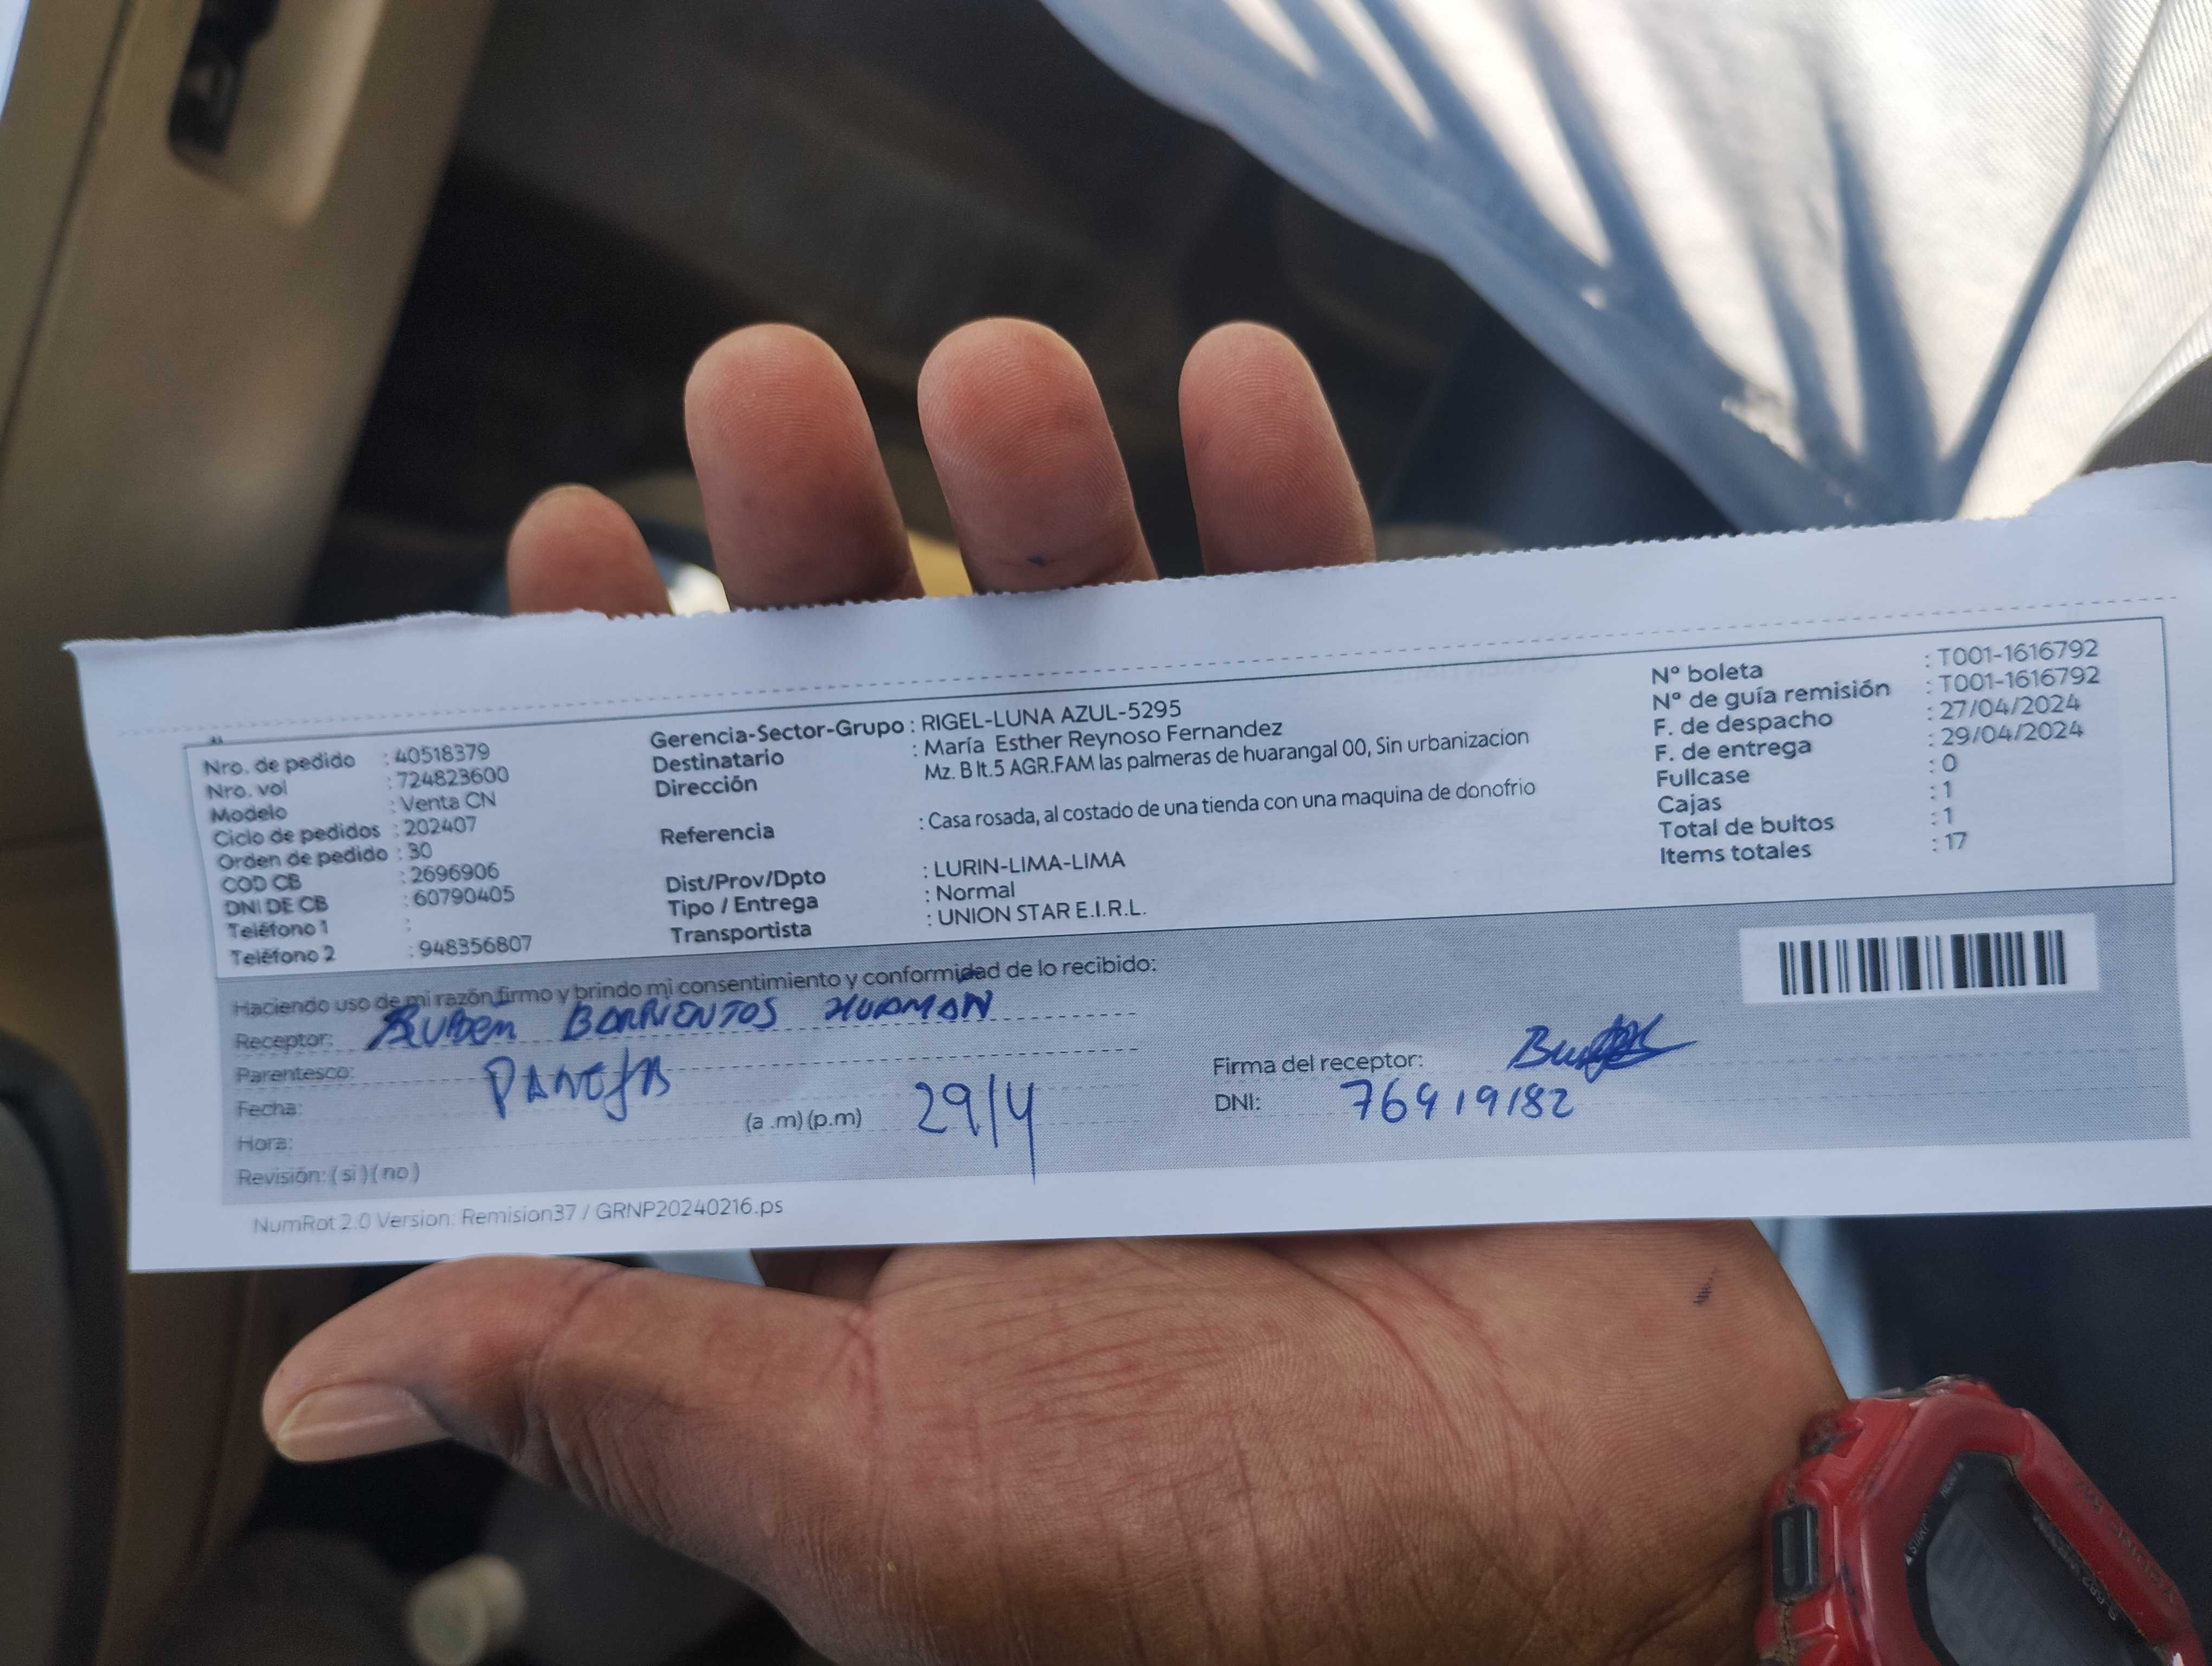 Nro. de pedido : 40518379
Nro. vol : 724823600
Modelo : Venta CN
Ciclo de pedidos : 202407
Orden de pedido : 30
COD CB : 2696906
DNI DE CB : 60790405
Teléfono 1 :
Teléfono 2 : 948356807
Gerencia-Sector-Grupo : RIGEL-LUNA AZUL-5295
Destinatario : María Esther Reynoso Fernandez
Dirección Mz. B lt.5 AGR.FAM las palmeras de huarangal 00, Sin urbanizacion
Referencia : Casa rosada, al costado de una tienda con una maquina de donofrio
Dist/Prov/Dpto : LURIN-LIMA-LIMA
Tipo / Entrega : Normal
Transportista : UNION STAR E.I.R.L.
Nº boleta : T001-1616792
Nº de guía remisión : T001-1616792
F. de despacho : 27/04/2024
F. de entrega : 29/04/2024
Fullcase : 0
Cajas : 1
Total de bultos : 1
Items totales : 17
Haciendo uso de mi razón firmo y brindo mi consentimiento y conformidad de lo recibido:
Receptor: RUBEN BARRIENTOS HUAMAN
Parentesco: PAREJA
Fecha:
Hora: (a .m) (p.m) 29/4
Revisión: ( si ) ( no )
Firma del receptor:
DNI: 76919182
NumRot 2.0 Version: Remision37 / GRNP20240216.ps